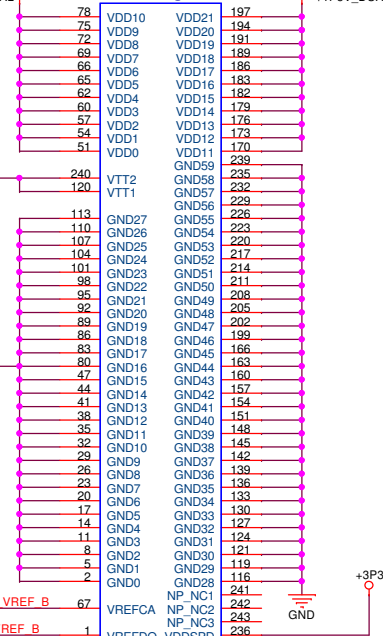 78 VDD10 VDD21 197
75 VDD9 VDD20 194
72 VDD8 VDD19 191
69 VDD7 VDD18 189
66 VDD6 VDD17 186
65 VDD5 VDD16 183
62 VDD4 VDD15 182
60 VDD3 VDD14 179
57 VDD2 VDD13 176
54 VDD1 VDD12 173
51 VDD0 VDD11 170
GND59 239
240 VTT2 GND58 235
120 VTT1 GND57 232
GND56 229
113 GND27 GND55 226
110 GND26 GND54 223
107 GND25 GND53 220
104 GND24 GND52 217
101 GND23 GND51 214
98 GND22 GND50 211
95 GND21 GND49 208
92 GND20 GND48 205
89 GND19 GND47 202
86 GND18 GND46 199
83 GND17 GND45 166
80 GND16 GND44 163
47 GND15 GND43 160
44 GND14 GND42 157
41 GND13 GND41 154
38 GND12 GND40 151
35 GND11 GND39 148
32 GND10 GND38 145
29 GND9 GND37 142
26 GND8 GND36 139
23 GND7 GND35 136
20 GND6 GND34 133
17 GND5 GND33 130
14 GND4 GND32 127
11 GND3 GND31 124
8 GND2 GND30 121
5 GND1 GND29 119
2 GND0 GND28 116
+3P3
NP_NC1 241
VREF_B 67 VREFCA NP_NC2 242
GND
NP_NC3 243
REF_B 1 VREFDQ VDDSPD 236